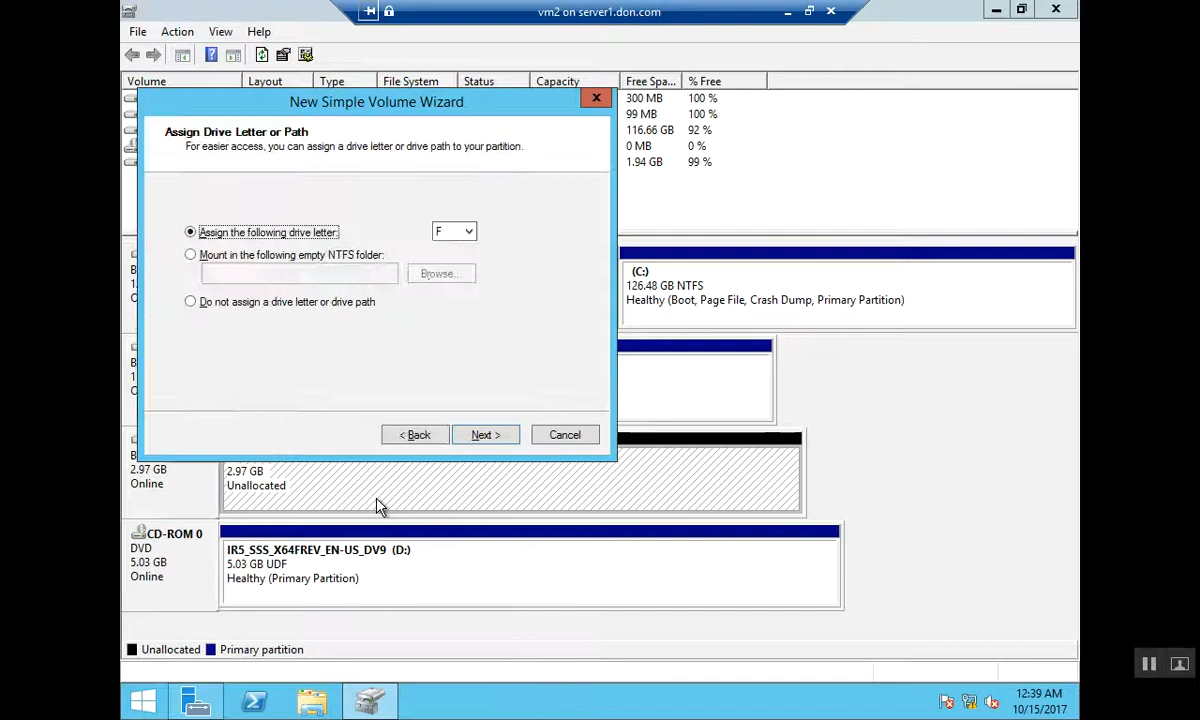 vm2 on server1.don.com
File Action View Help
Volume Layout Type File System Status Capacity Free Spa... % Free
300 MB 100 %
99 MB 100 %
116.66 GB 92 %
0 MB 0 %
1.94 GB 99 %
New Simple Volume Wizard
Assign Drive Letter or Path
For easier access, you can assign a drive letter or drive path to your partition.
Assign the following drive letter: F
Mount in the following empty NTFS folder:
Browse...
Do not assign a drive letter or drive path
< Back Next > Cancel
(C:)
126.48 GB NTFS
Healthy (Boot, Page File, Crash Dump, Primary Partition)
2.97 GB
Online
2.97 GB
Unallocated
CD-ROM 0
DVD
5.03 GB
Online
IR5_SSS_X64FREV_EN-US_DV9 (D:)
5.03 GB UDF
Healthy (Primary Partition)
Unallocated Primary partition
12:39 AM
10/15/2017